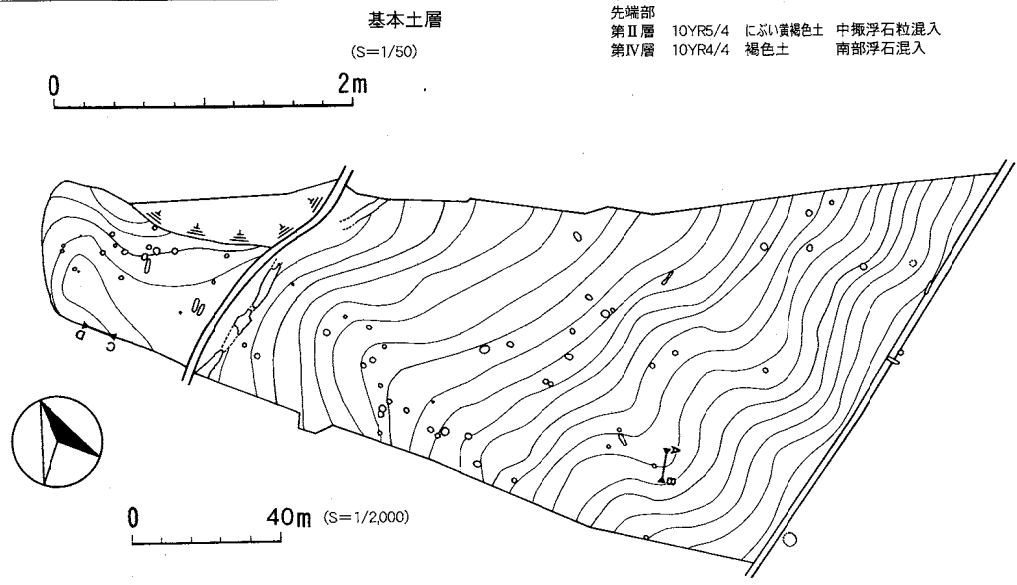 基本土層
(S=1/50)
0 2m
先端部
第Ⅱ層 10YR5/4 にぶい黄褐色土 中掫浮石粒混入
第Ⅳ層 10YR4/4 褐色土 南部浮石混入
D
C
A
B
0 40m (S=1/2,000)